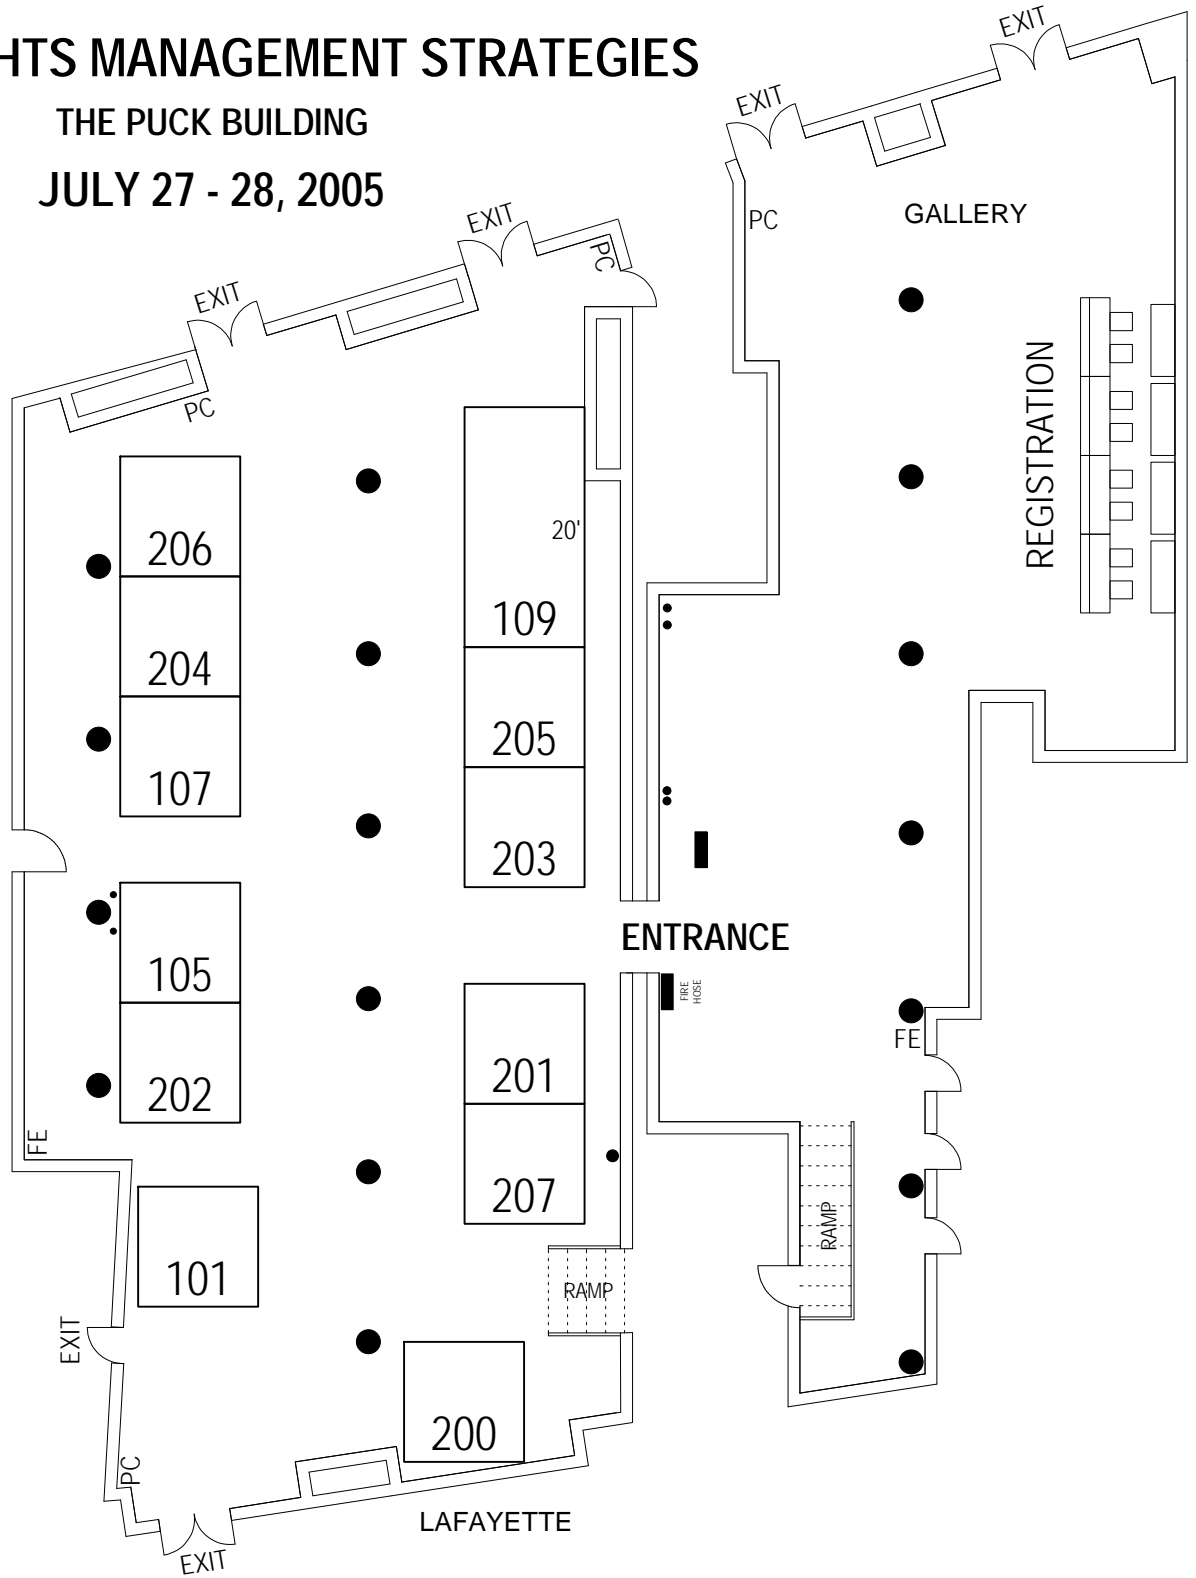 HTS MANAGEMENT STRATEGIES
THE PUCK BUILDING
JULY 27 - 28, 2005
EXIT
EXIT
EXIT
EXIT
PC
PC
PC
GALLERY
REGISTRATION
206
204
107
20'
109
205
203
ENTRANCE
FIRE
HOSE
105
202
201
207
FE
FE
101
RAMP
RAMP
EXIT
200
PC
LAFAYETTE
EXIT